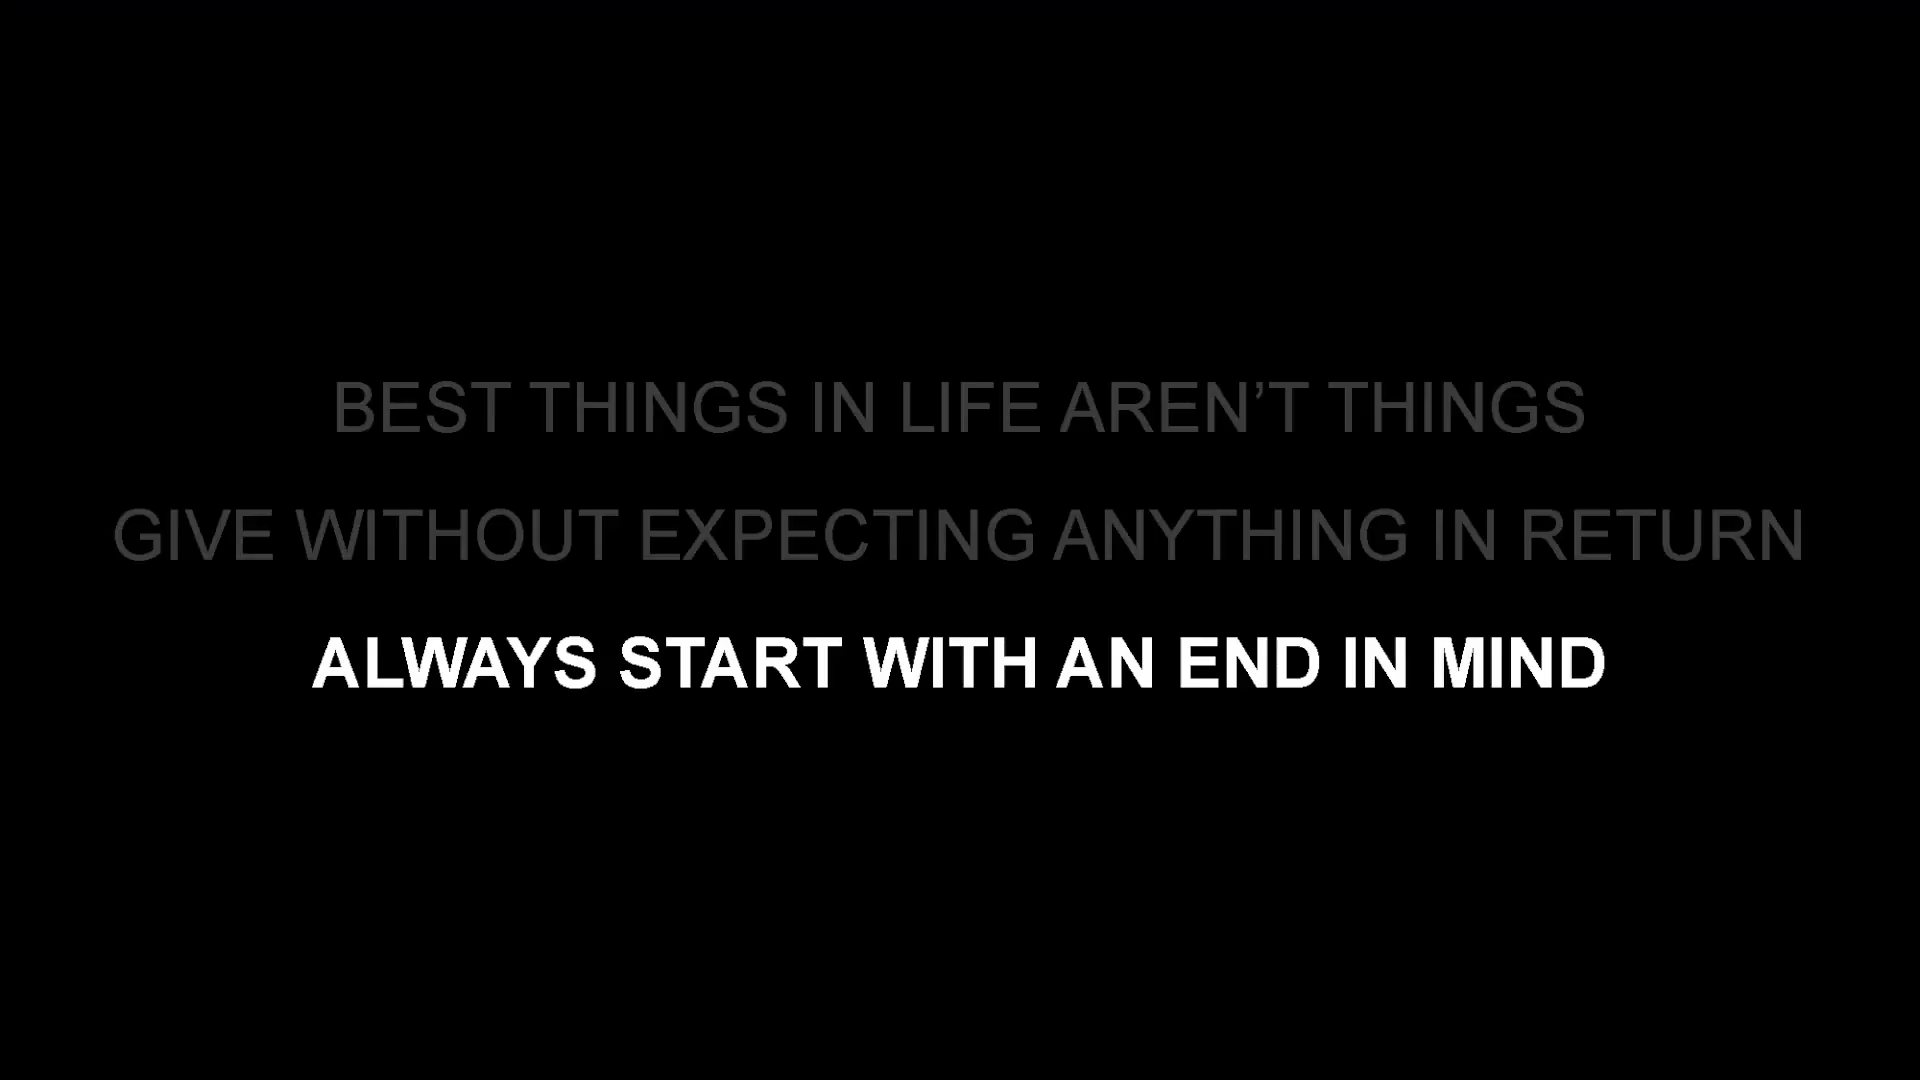 BEST THINGS IN LIFE AREN’T THINGS
GIVE WITHOUT EXPECTING ANYTHING IN RETURN
ALWAYS START WITH AN END IN MIND